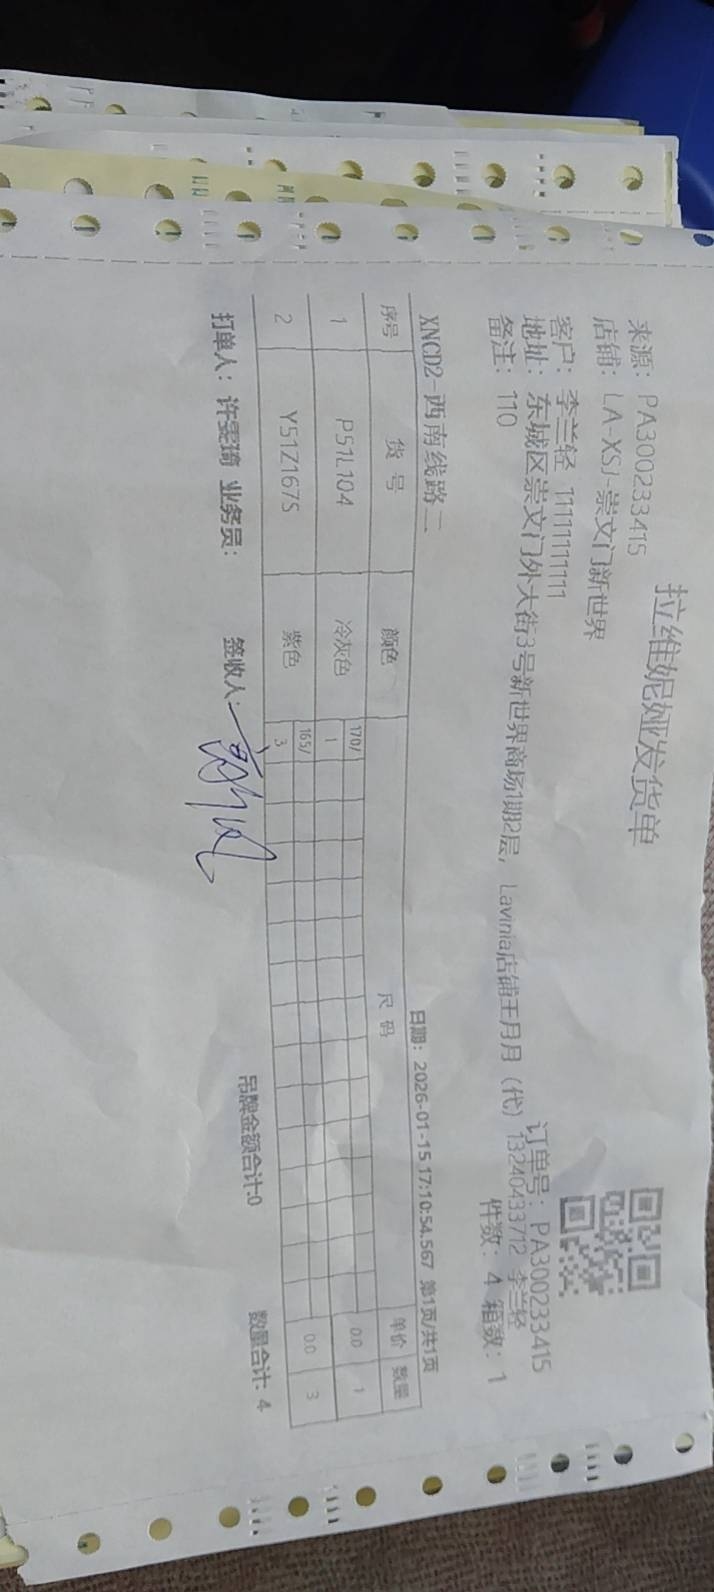 拉维妮娅发货单
来源：PA300233415
订单号：PA300233415
店铺：LA-XSJ-崇文门新世界
客户：李兰轻 1111111111
地址：东城区崇文门外大街3号新世界商场1期2层，Lavinia店铺王月月（代）13240433712 李兰轻
备注：110
件数：4 箱数：1
XNCD2-西南线路二
日期：2026-01-15 17:10:54.567 第1页/共1页
序号 货号 颜色 尺码 单价 数量
1 P51L104 冷灰色 170/ 1 0.0 1
2 Y51Z167S 紫色 165/ 3 0.0 3
打单人：许雯琦 业务员： 签收人： 吊牌金额合计:0 数量合计: 4